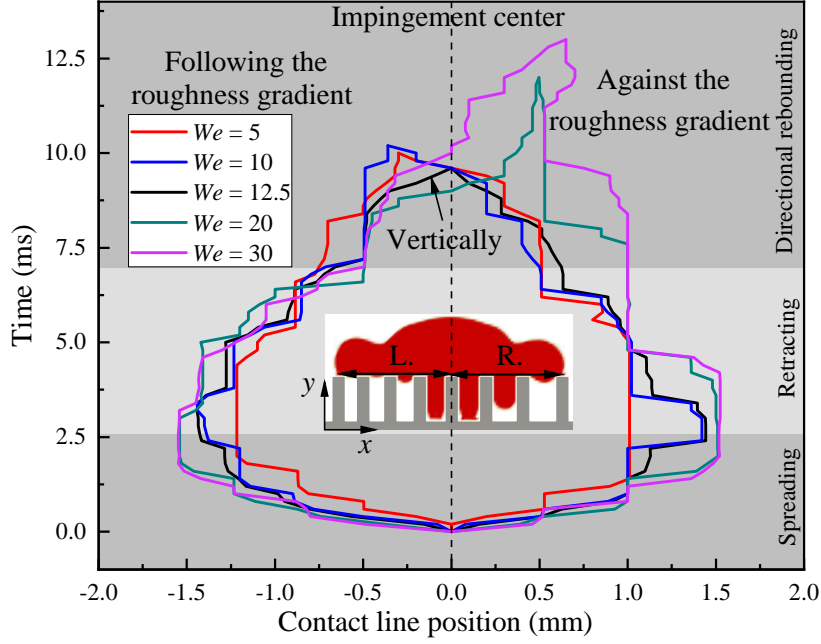 Impingement center
Following the
roughness gradient
Against the
roughness gradient
We = 5
We = 10
We = 12.5
We = 20
We = 30
Vertically
Directional rebounding
Retracting
Spreading
L.
R.
y
x
Time (ms)
12.5
10.0
7.5
5.0
2.5
0.0
-2.0
-1.5
-1.0
-0.5
0.0
0.5
1.0
1.5
2.0
Contact line position (mm)